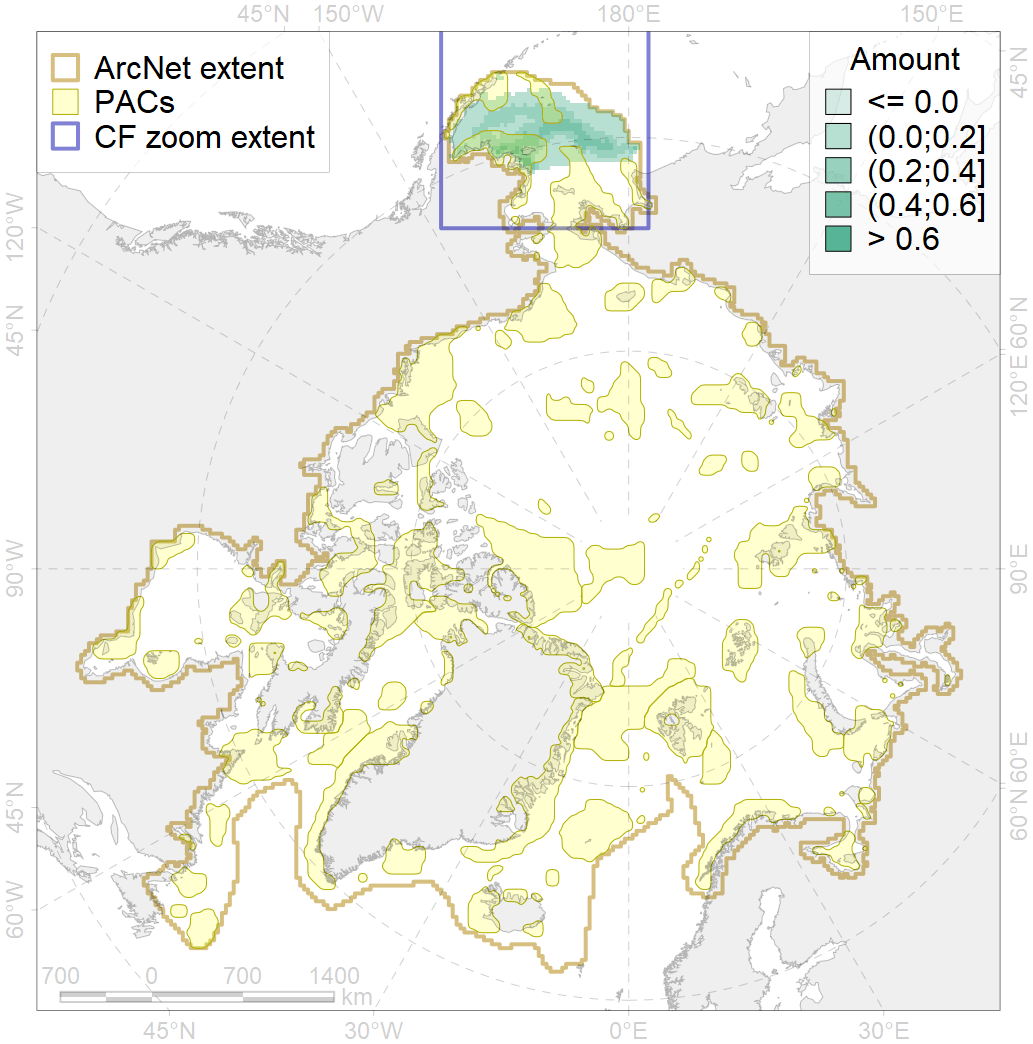 45°N 150°W 180°E 150°E
ArcNet extent
PACs
CF zoom extent
Amount
<= 0.0
(0.0;0.2]
(0.2;0.4]
(0.4;0.6]
> 0.6
45°N
120°W
45°N
60°N
120°E
90°W
90°E
45°N
60°E
60°N
60°W
700 0 700 1400
km
45°N 30°W 0°E 30°E